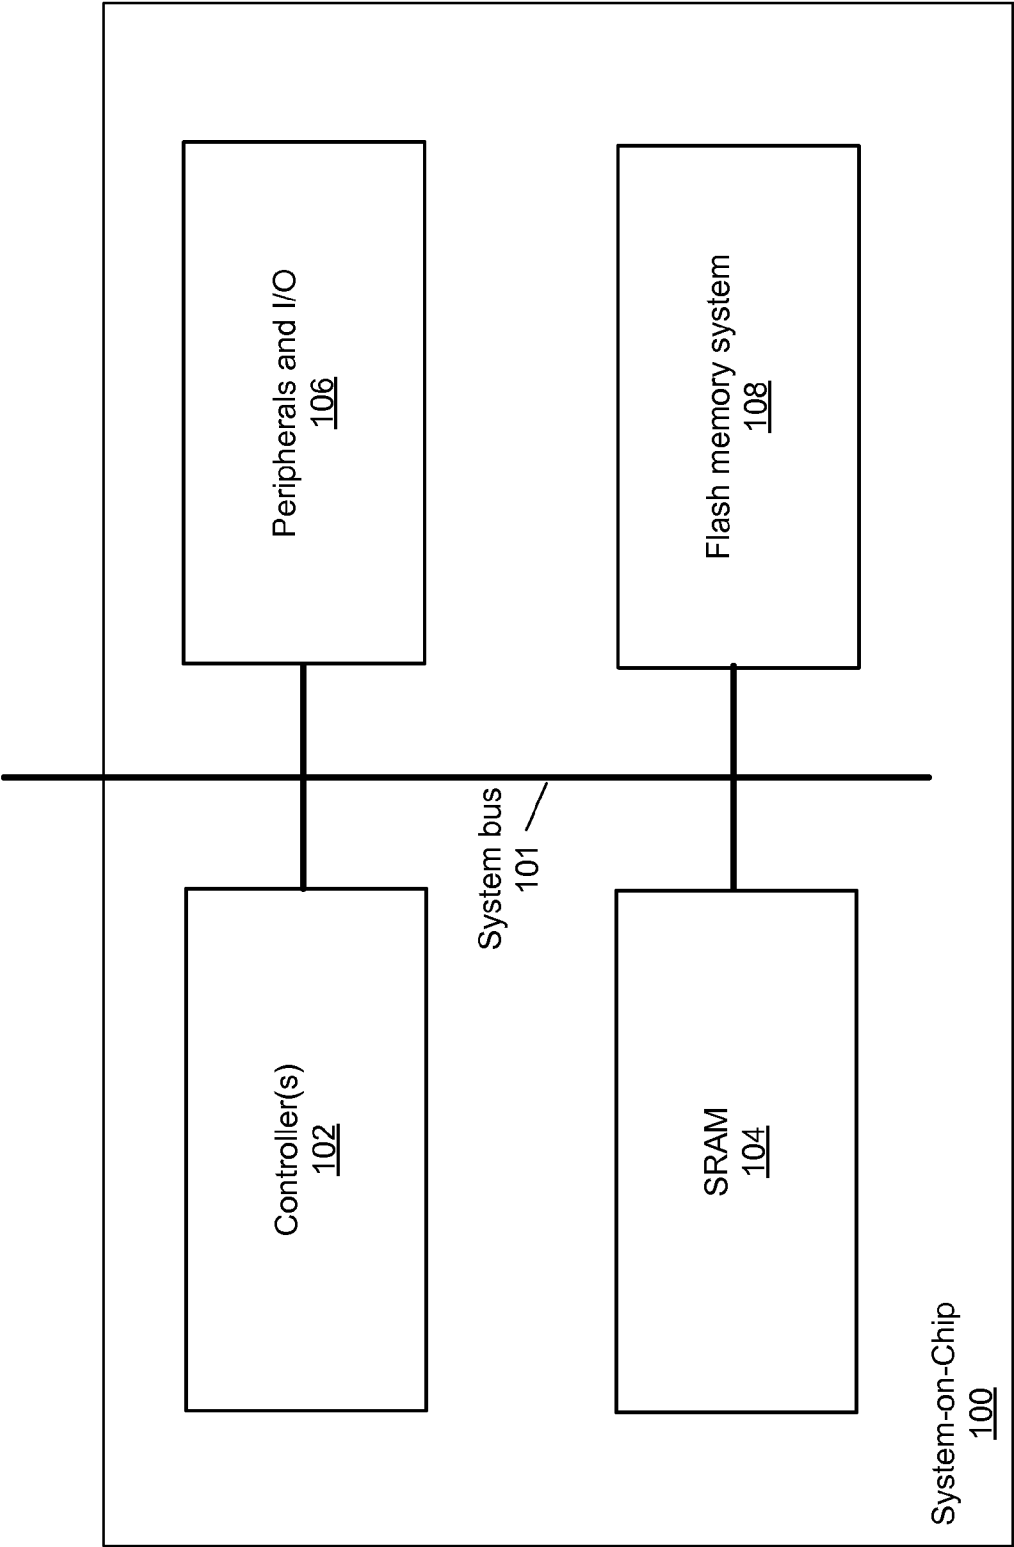 Controller(s)
102
Peripherals and I/O
106
System bus
101
SRAM
104
Flash memory system
108
System-on-Chip
100